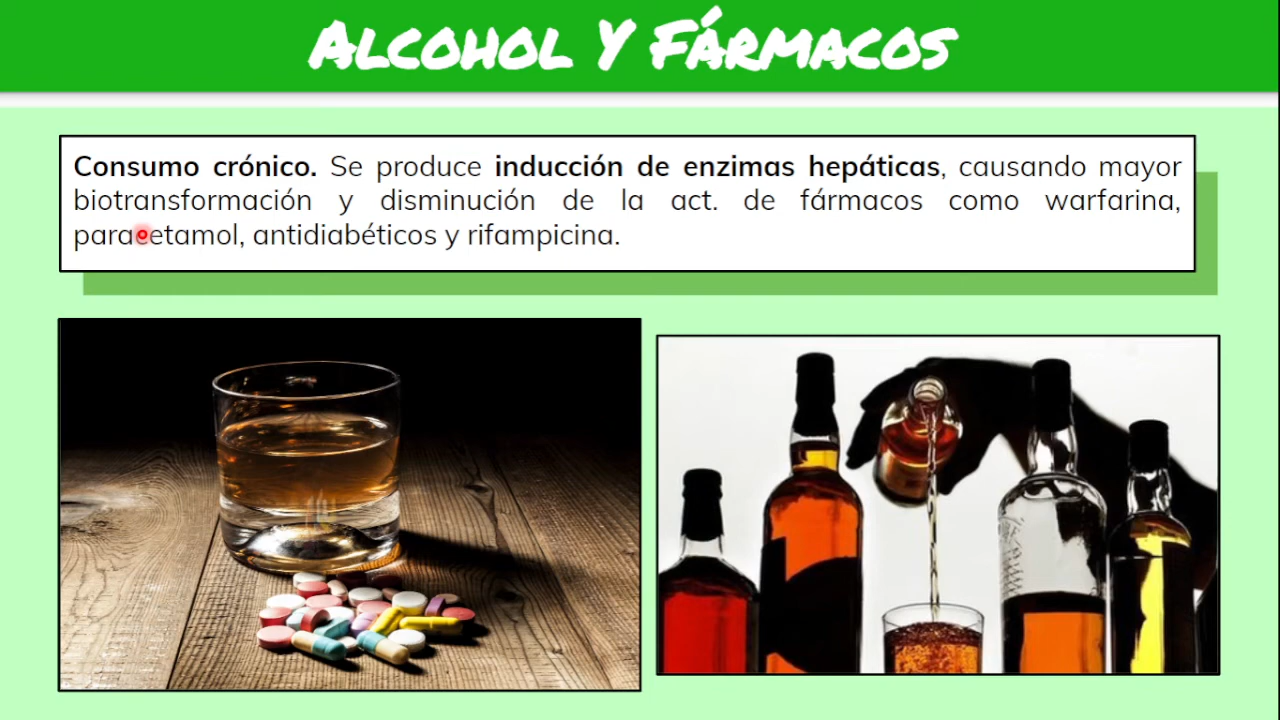 Alcohol Y Fármacos
Consumo crónico. Se produce inducción de enzimas hepáticas, causando mayor
biotransformación y disminución de la act. de fármacos como warfarina,
paracetamol, antidiabéticos y rifampicina.